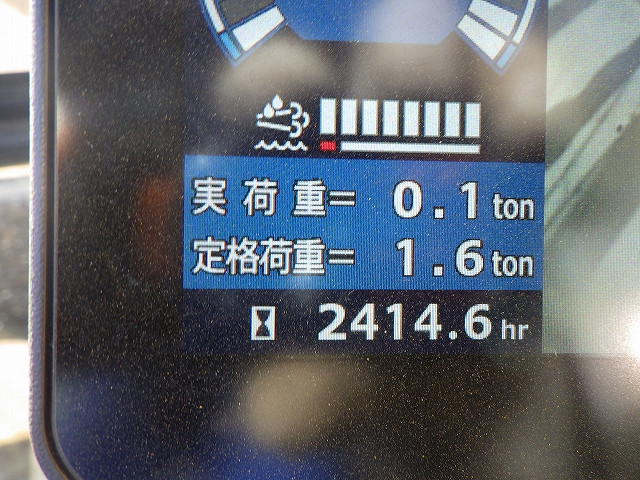 実荷重= 0.1 ton
定格荷重= 1.6 ton
2414.6 hr